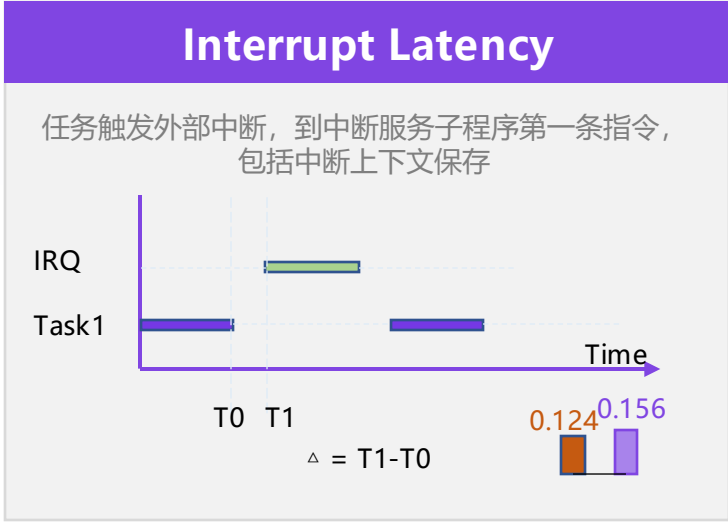 Interrupt Latency
任务触发外部中断，到中断服务子程序第一条指令，
包括中断上下文保存
IRQ
Task1
Time
T0 T1
△ = T1-T0
0.124
0.156